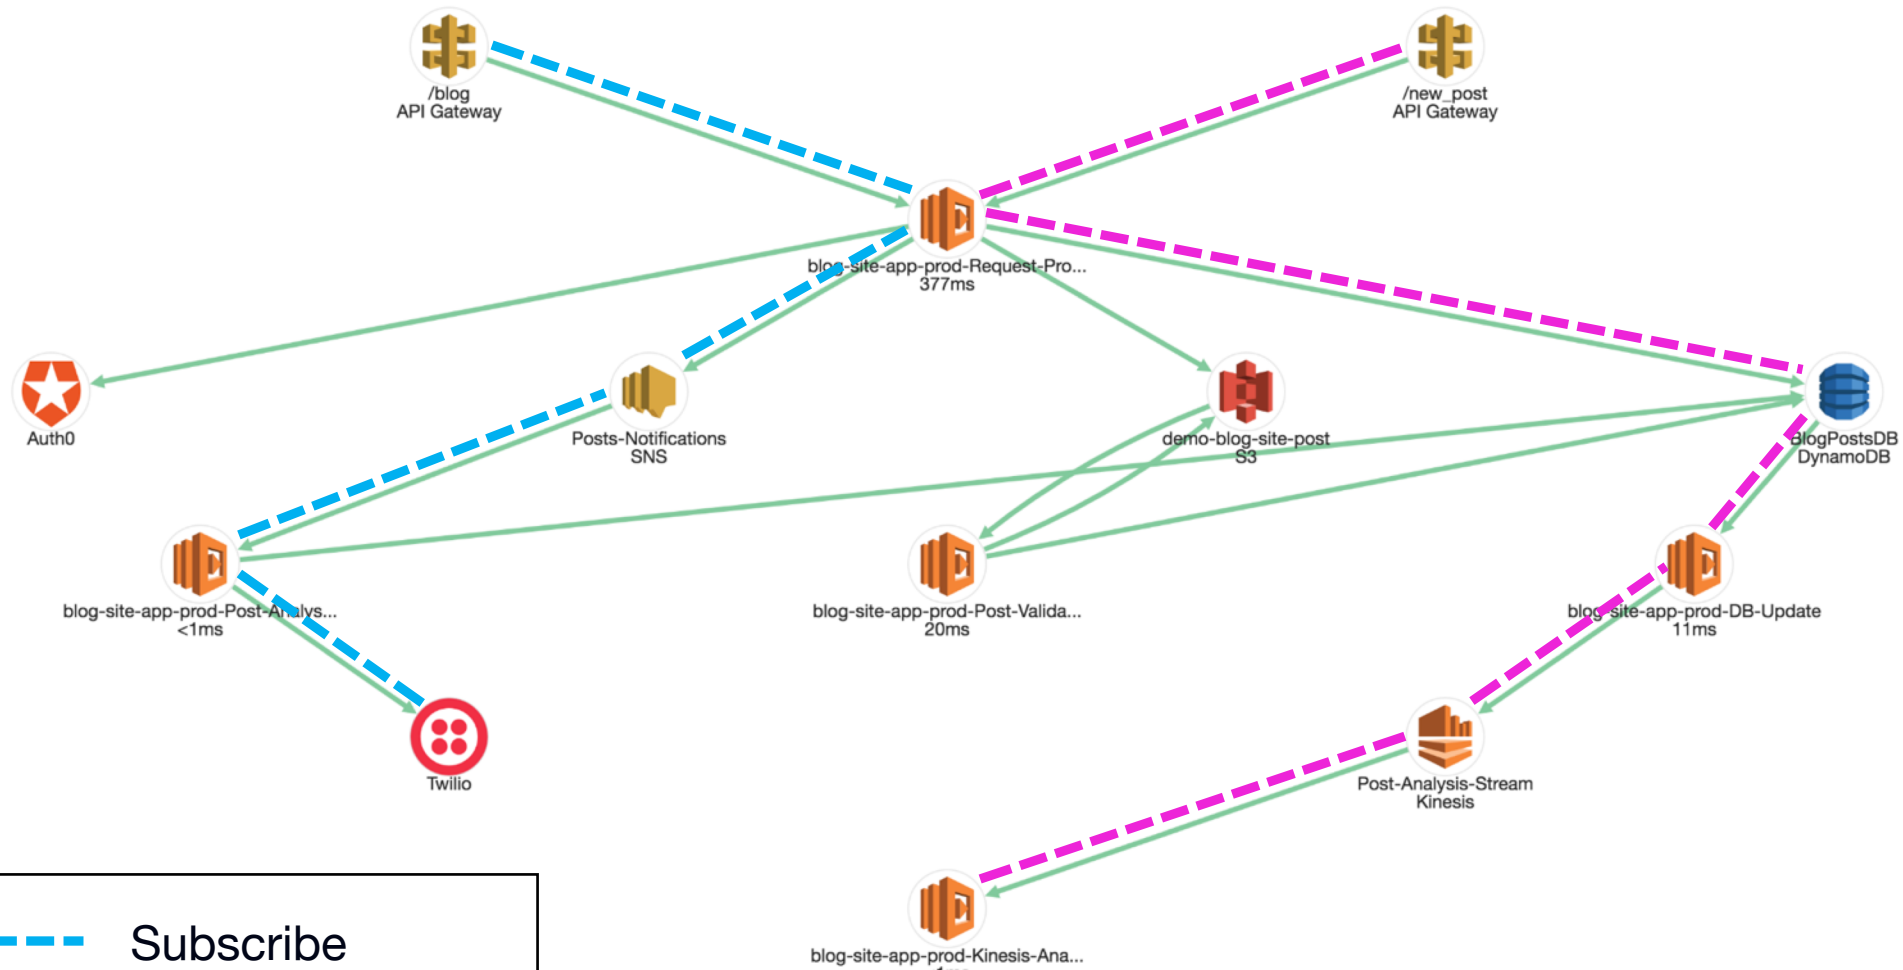 /blog
API Gateway
/new_post
API Gateway
blog-site-app-prod-Request-Pro...
377ms
Auth0
Posts-Notifications
SNS
demo-blog-site-post
S3
BlogPostsDB
DynamoDB
blog-site-app-prod-Post-Analys...
<1ms
blog-site-app-prod-Post-Valida...
20ms
blog-site-app-prod-DB-Update
11ms
Twilio
Post-Analysis-Stream
Kinesis
blog-site-app-prod-Kinesis-Ana...
Subscribe